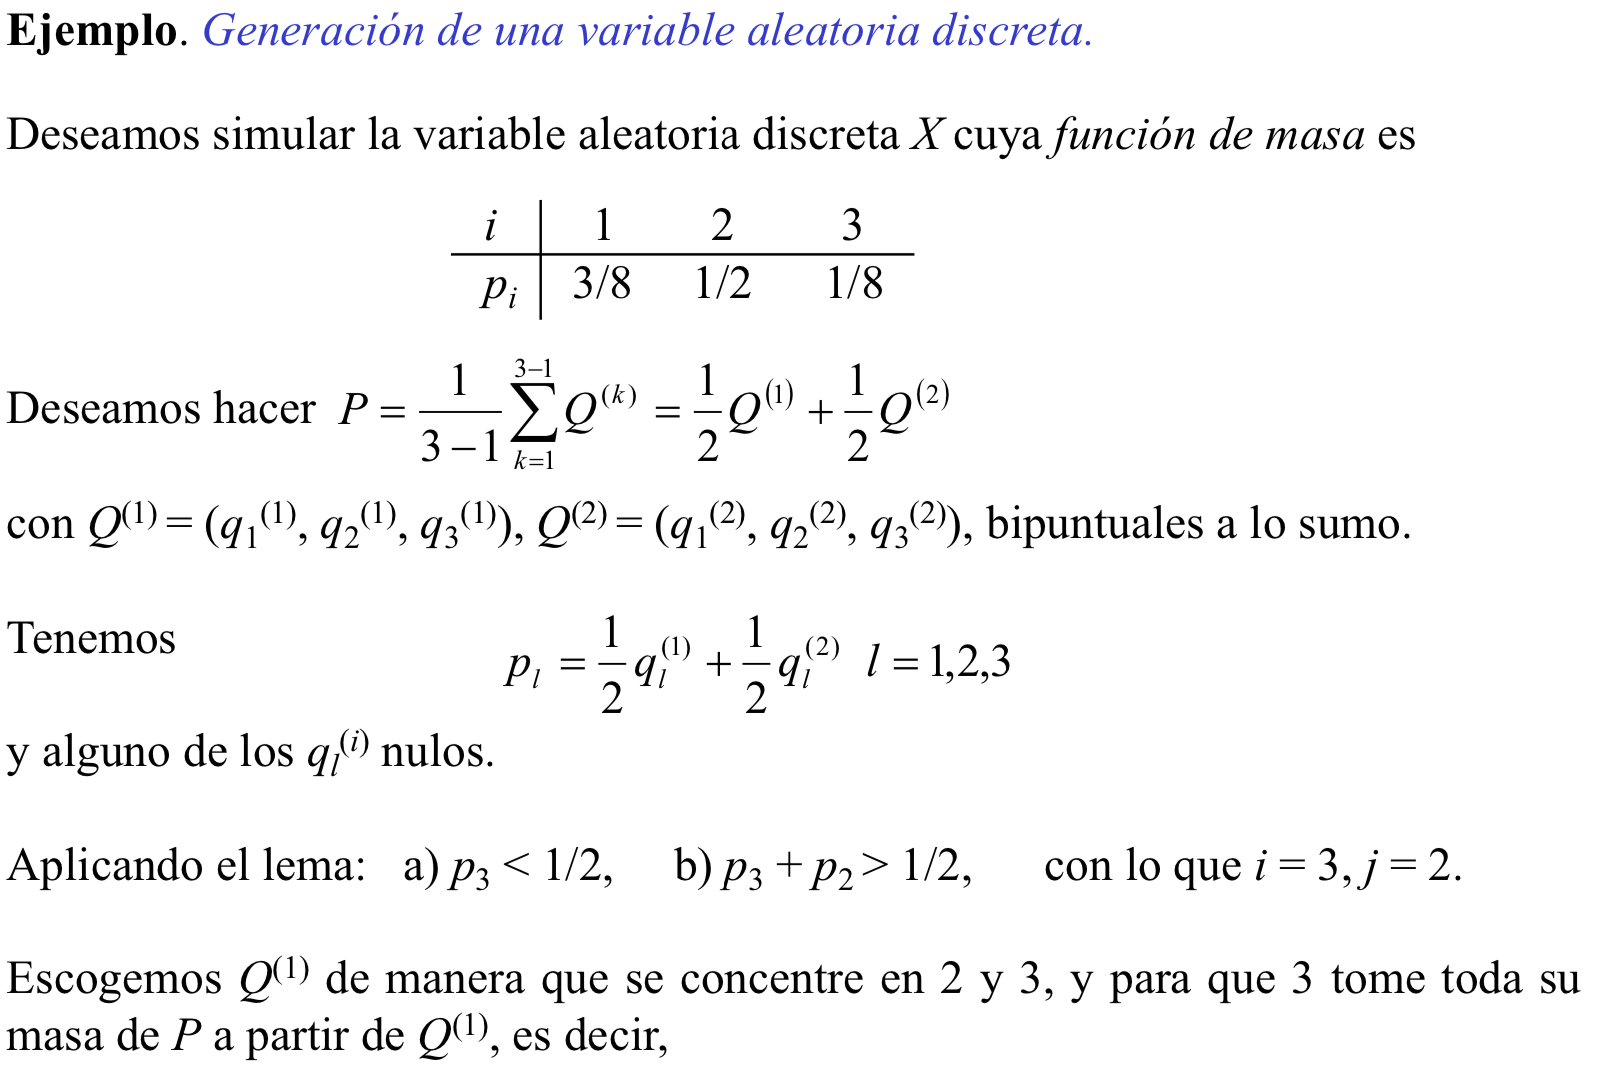 Ejemplo. Generación de una variable aleatoria discreta.
Deseamos simular la variable aleatoria discreta X cuya función de masa es
i 1 2 3
p_i 3/8 1/2 1/8
Deseamos hacer P = \frac{1}{3-1} \sum_{k=1}^{3-1} Q^{(k)} = \frac{1}{2} Q^{(1)} + \frac{1}{2} Q^{(2)}
con Q^{(1)} = (q_1^{(1)}, q_2^{(1)}, q_3^{(1)}), Q^{(2)} = (q_1^{(2)}, q_2^{(2)}, q_3^{(2)}), bipuntuales a lo sumo.
Tenemos p_l = \frac{1}{2} q_l^{(1)} + \frac{1}{2} q_l^{(2)} l = 1,2,3
y alguno de los q_l^{(i)} nulos.
Aplicando el lema: a) p_3 < 1/2, b) p_3 + p_2 > 1/2, con lo que i = 3, j = 2.
Escogemos Q^{(1)} de manera que se concentre en 2 y 3, y para que 3 tome toda su
masa de P a partir de Q^{(1)}, es decir,